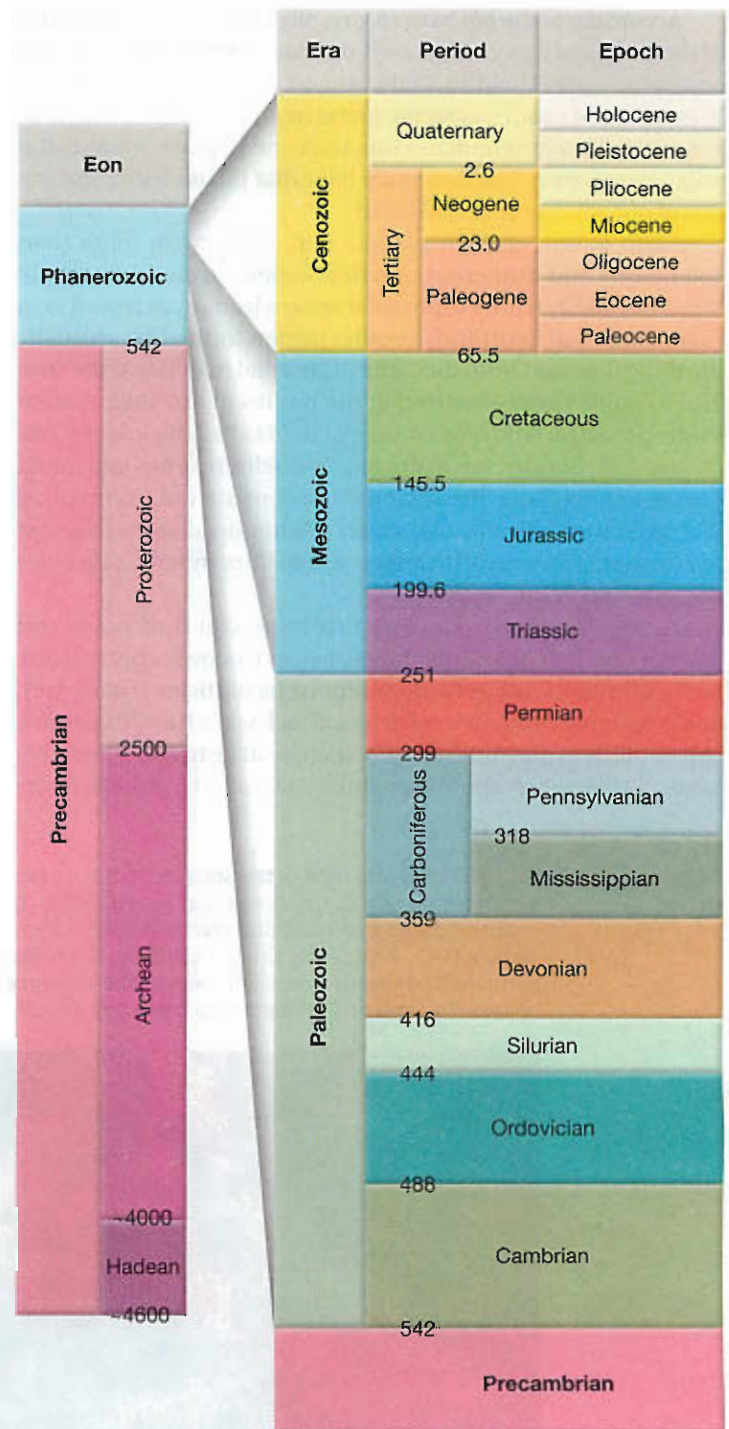 Era Period Epoch
Eon
Phanerozoic
542
Precambrian
Proterozoic
2500
Archean
~4000
Hadean
~4600
Cenozoic
Quaternary
Holocene
Pleistocene
2.6
Tertiary
Neogene
Pliocene
Miocene
23.0
Paleogene
Oligocene
Eocene
Paleocene
65.5
Mesozoic
Cretaceous
145.5
Jurassic
199.6
Triassic
251
Paleozoic
Permian
299
Carboniferous
Pennsylvanian
318
Mississippian
359
Devonian
416
Silurian
444
Ordovician
488
Cambrian
542
Precambrian